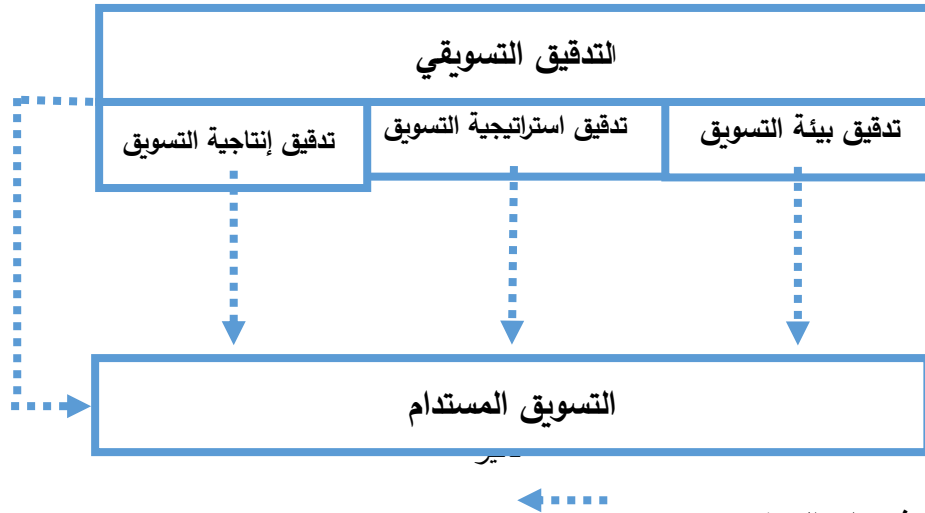 التدقيق التسويقي
تدقيق بيئة التسويق
تدقيق استراتيجية التسويق
تدقيق إنتاجية التسويق
التسويق المستدام